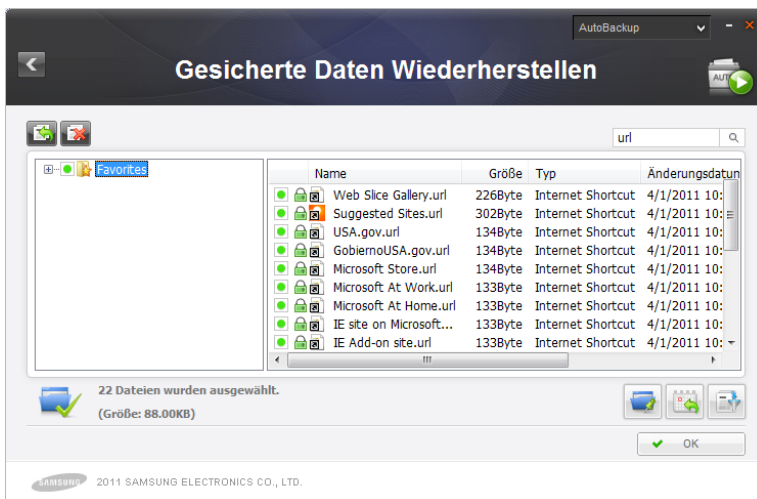 AutoBackup
Gesicherte Daten Wiederherstellen
AUTO
url
Favorites
Name Größe Typ Änderungsdatun
Web Slice Gallery.url 226Byte Internet Shortcut 4/1/2011 10:
Suggested Sites.url 302Byte Internet Shortcut 4/1/2011 10:
USA.gov.url 134Byte Internet Shortcut 4/1/2011 10:
GobiernoUSA.gov.url 134Byte Internet Shortcut 4/1/2011 10:
Microsoft Store.url 134Byte Internet Shortcut 4/1/2011 10:
Microsoft At Work.url 133Byte Internet Shortcut 4/1/2011 10:
Microsoft At Home.url 133Byte Internet Shortcut 4/1/2011 10:
IE site on Microsoft... 133Byte Internet Shortcut 4/1/2011 10:
IE Add-on site.url 133Byte Internet Shortcut 4/1/2011 10:
22 Dateien wurden ausgewählt.
(Größe: 88.00KB)
OK
SAMSUNG 2011 SAMSUNG ELECTRONICS CO., LTD.